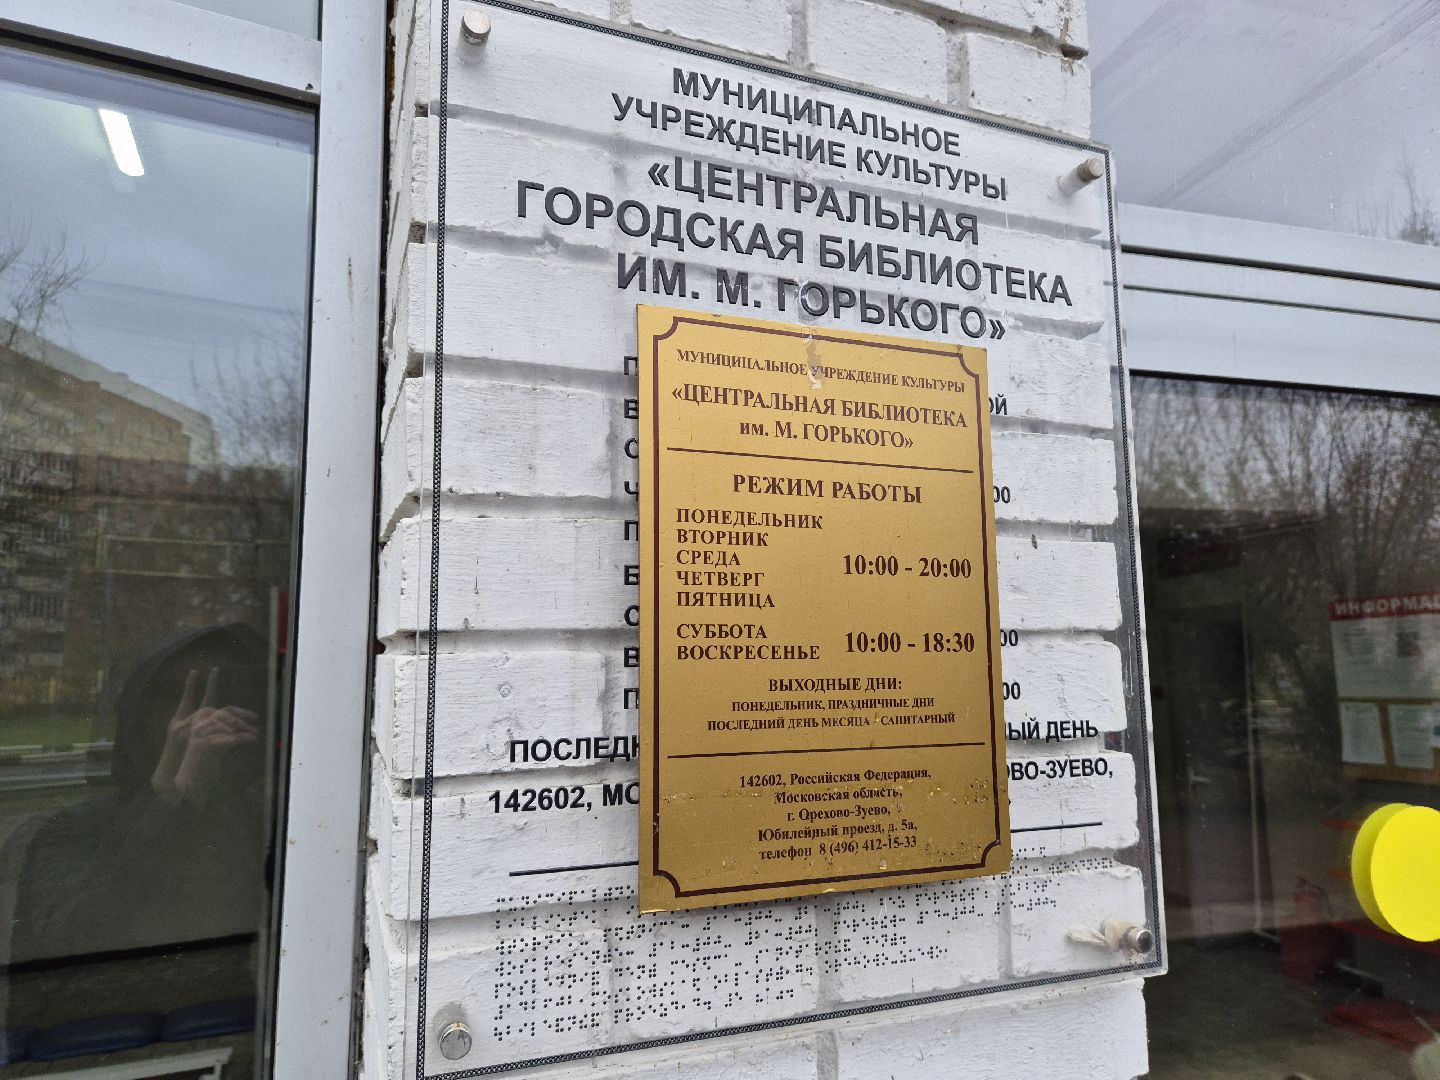 МУНИЦИПАЛЬНОЕ
УЧРЕЖДЕНИЕ КУЛЬТУРЫ
«ЦЕНТРАЛЬНАЯ
ГОРОДСКАЯ БИБЛИОТЕКА
ИМ. М. ГОРЬКОГО»
МУНИЦИПАЛЬНОЕ УЧРЕЖДЕНИЕ КУЛЬТУРЫ
«ЦЕНТРАЛЬНАЯ БИБЛИОТЕКА
им. М. ГОРЬКОГО»
РЕЖИМ РАБОТЫ
ПОНЕДЕЛЬНИК
ВТОРНИК
СРЕДА
ЧЕТВЕРГ
ПЯТНИЦА
10:00 - 20:00
СУББОТА
ВОСКРЕСЕНЬЕ
10:00 - 18:30
ВЫХОДНЫЕ ДНИ:
ПОНЕДЕЛЬНИК, ПРАЗДНИЧНЫЕ ДНИ
ПОСЛЕДНИЙ ДЕНЬ МЕСЯЦА - САНИТАРНЫЙ
142602, Российская Федерация,
Московская область,
г. Орехово-Зуево,
Юбилейный проезд, д. 5а,
телефон 8 (496) 412-15-33
ДЕНЬ
142602,